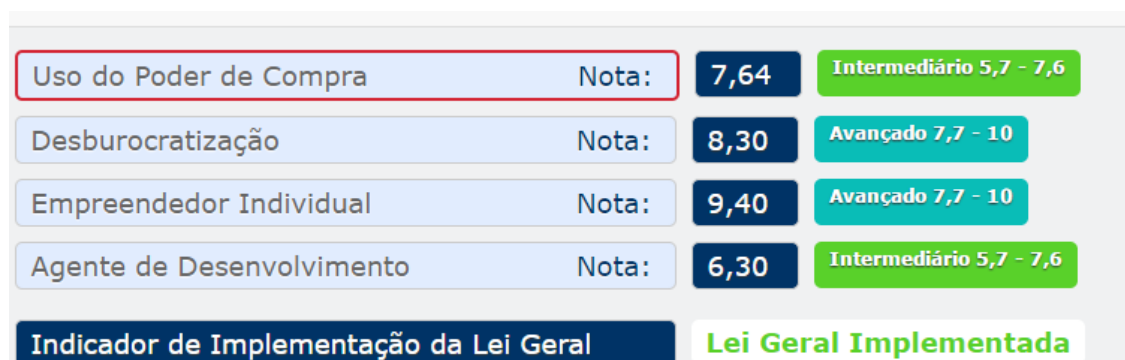 Uso do Poder de Compra Nota: 7,64 Intermediário 5,7 - 7,6
Desburocratização Nota: 8,30 Avançado 7,7 - 10
Empreendedor Individual Nota: 9,40 Avançado 7,7 - 10
Agente de Desenvolvimento Nota: 6,30 Intermediário 5,7 - 7,6
Indicador de Implementação da Lei Geral Lei Geral Implementada